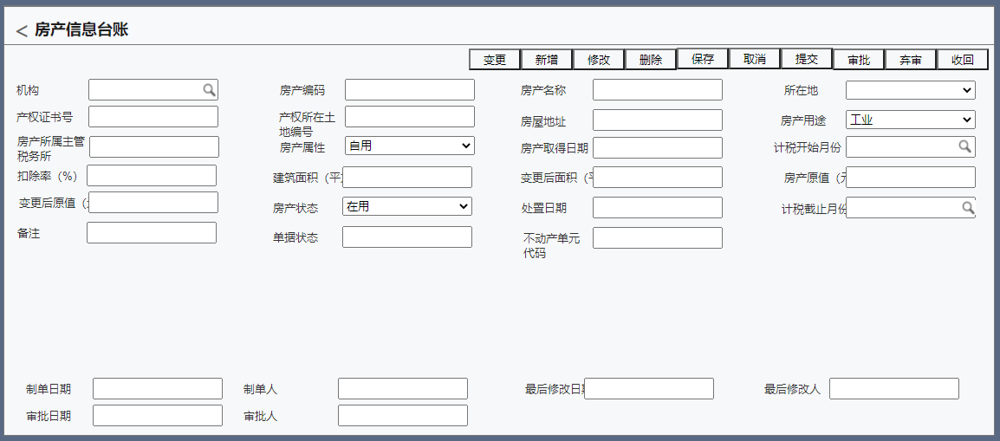 < 房产信息台账
变更 新增 修改 删除 保存 取消 提交 审批 弃审 收回
机构 房产编码 房产名称 所在地
产权证书号 产权所在土地编号 房屋地址 房产用途 工业
房产所属主管税务所 房产属性 自用 房产取得日期 计税开始月份
扣除率（%） 建筑面积（平 变更后面积（平 房产原值（元
变更后原值（ 房产状态 在用 处置日期 计税截止月份
备注 单据状态 不动产单元代码
制单日期 制单人 最后修改日期 最后修改人
审批日期 审批人